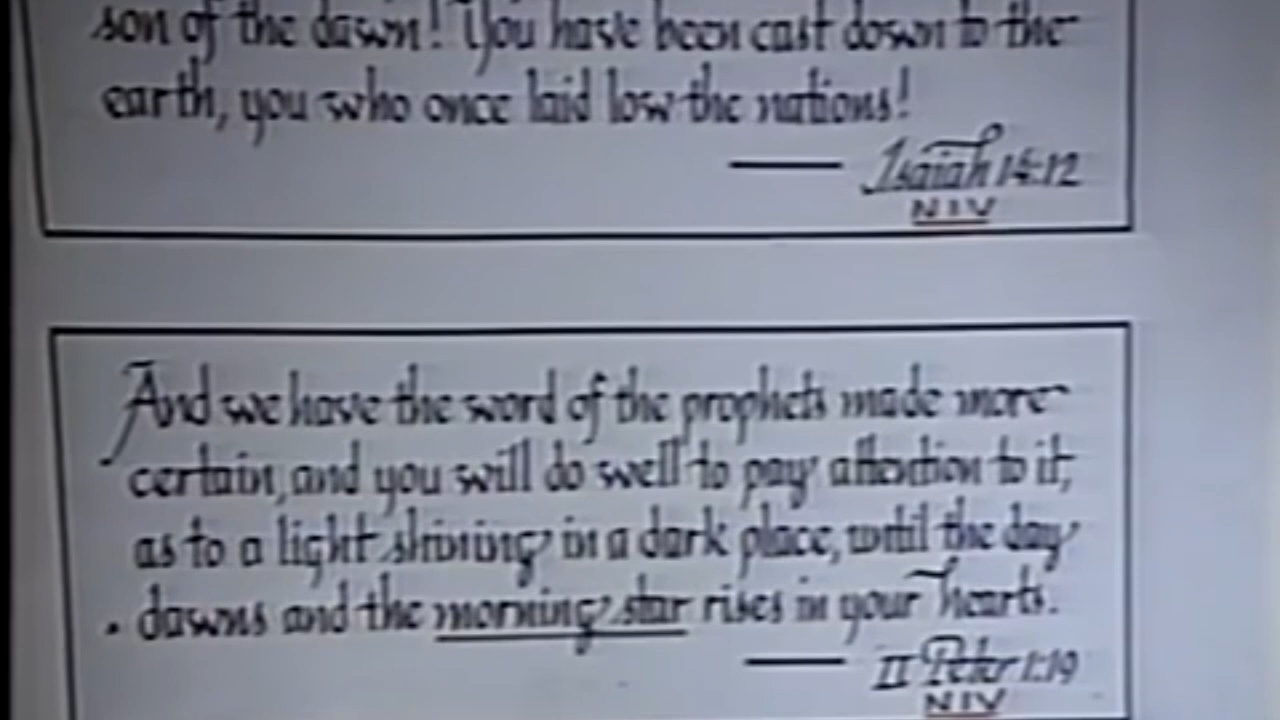 son of the dawn! You have been cast down to the
earth, you who once laid low the nations!
— Isaiah 14:12
NIV
And we have the word of the prophets made more
certain, and you will do well to pay attention to it,
as to a light shining in a dark place, until the day
dawns and the morning star rises in your hearts.
— II Peter 1:19
NIV